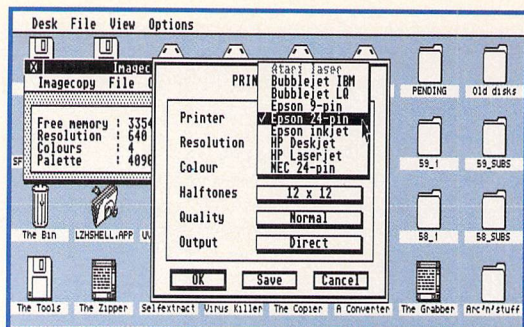 Desk File View Options
Imagec
Imagecopy File
Free memory : 3354
Resolution : 640
Colours : 4
Palette : 4096
PRIN
Printer
Resolution
Colour
Halftones 12 x 12
Quality Normal
Output Direct
OK Save Cancel
Atari laser
Bubblejet IBM
Bubblejet LQ
Epson 9-pin
✓ Epson 24-pin
Epson inkjet
HP Deskjet
HP Laserjet
NEC 24-pin
PENDING Old disks
SF
59_1 59_SUBS
The Bin LZHSHELL.APP 58_1 58_SUBS
The Tools The Zipper Selfextract Virus Killer The Copier A Converter The Grabber Arc'n'stuff